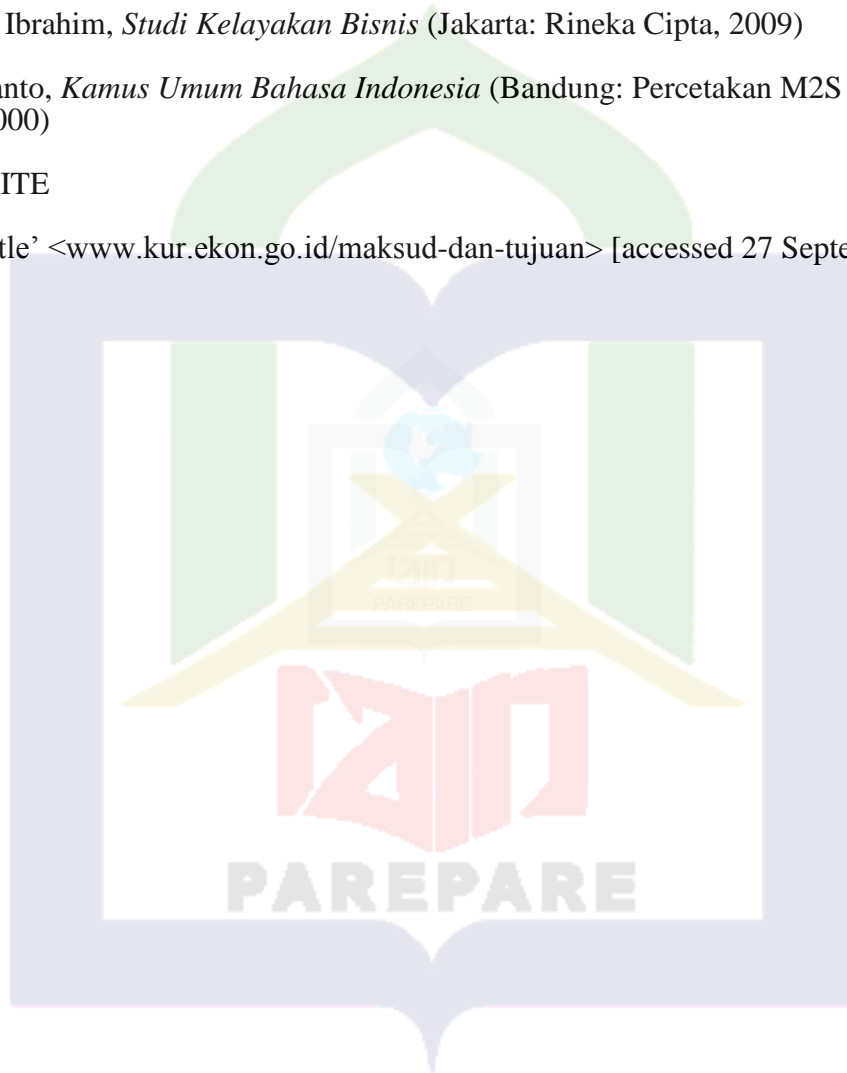 Ibrahim, Studi Kelayakan Bisnis (Jakarta: Rineka Cipta, 2009)
anto, Kamus Umum Bahasa Indonesia (Bandung: Percetakan M2S
000)
ITE
tle’ <www.kur.ekon.go.id/maksud-dan-tujuan> [accessed 27 Septe
IAIN
PAREPARE
IAIN
PAREPARE